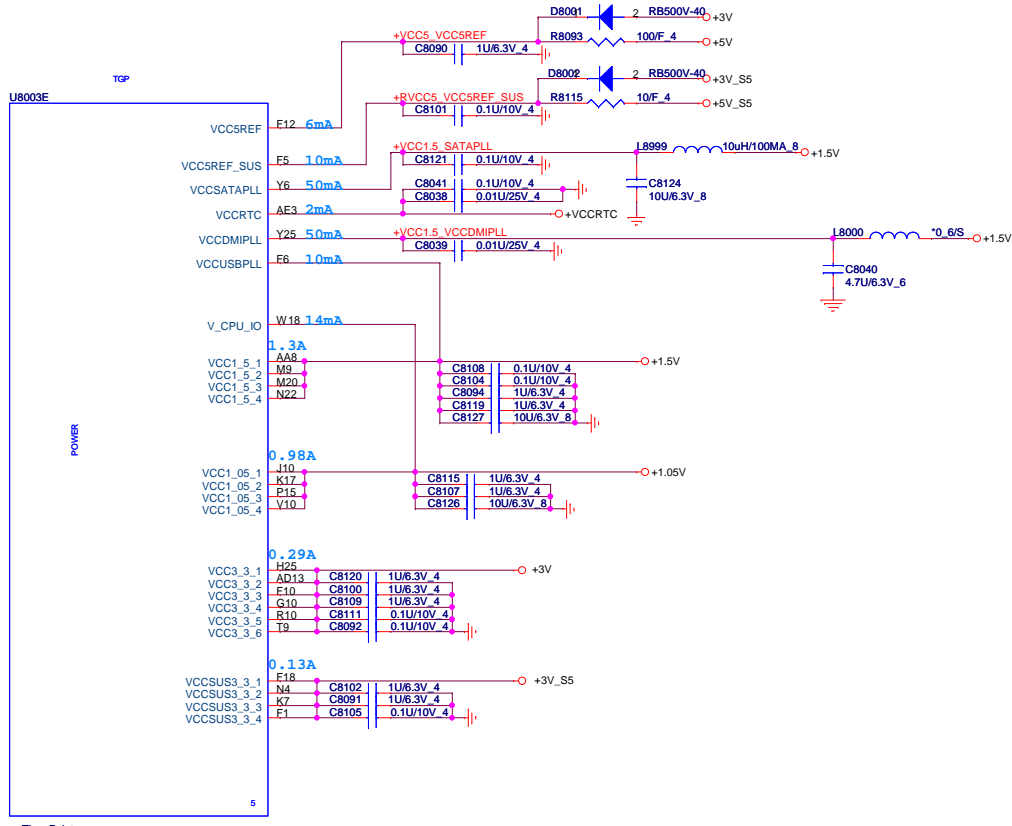 D8001 2 RB500V-40 +3V
+VCC5_VCC5REF R8093 100/F_4 +5V
C8090 1U/6.3V_4
TGP
D8002 2 RB500V-40 +3V_S5
U8003E
+RVCC5_VCC5REF_SUS R8115 10/F_4 +5V_S5
C8101 0.1U/10V_4
VCC5REF F12 6mA
+VCC1.5_SATAPLL L8999 10uH/100MA_8 +1.5V
VCC5REF_SUS F5 10mA C8121 0.1U/10V_4
VCCSATAPLL Y6 50mA C8041 0.1U/10V_4 C8124
C8038 0.01U/25V_4 10U/6.3V_8
VCCRTC AE3 2mA +VCCRTC
VCCDMIPLL Y25 50mA +VCC1.5_VCCDMIPLL L8000 *0_6/S +1.5V
C8039 0.01U/25V_4
VCCUSBPLL F6 10mA
C8040
4.7U/6.3V_6
V_CPU_IO W18 14mA
1.3A
VCC1_5_1 AA8 +1.5V
VCC1_5_2 M9 C8108 0.1U/10V_4
VCC1_5_3 M20 C8104 0.1U/10V_4
VCC1_5_4 N22 C8094 1U/6.3V_4
C8119 1U/6.3V_4
C8127 10U/6.3V_8
POWER
0.98A
VCC1_05_1 J10 +1.05V
VCC1_05_2 K17 C8115 1U/6.3V_4
VCC1_05_3 P15 C8107 1U/6.3V_4
VCC1_05_4 V10 C8126 10U/6.3V_8
0.29A
VCC3_3_1 H25 +3V
VCC3_3_2 AD13 C8120 1U/6.3V_4
VCC3_3_3 F10 C8100 1U/6.3V_4
VCC3_3_4 G10 C8109 1U/6.3V_4
VCC3_3_5 R10 C8111 0.1U/10V_4
VCC3_3_6 T9 C8092 0.1U/10V_4
0.13A
VCCSUS3_3_1 F18 +3V_S5
VCCSUS3_3_2 N4 C8102 1U/6.3V_4
VCCSUS3_3_3 K7 C8091 1U/6.3V_4
VCCSUS3_3_4 F1 C8105 0.1U/10V_4
5